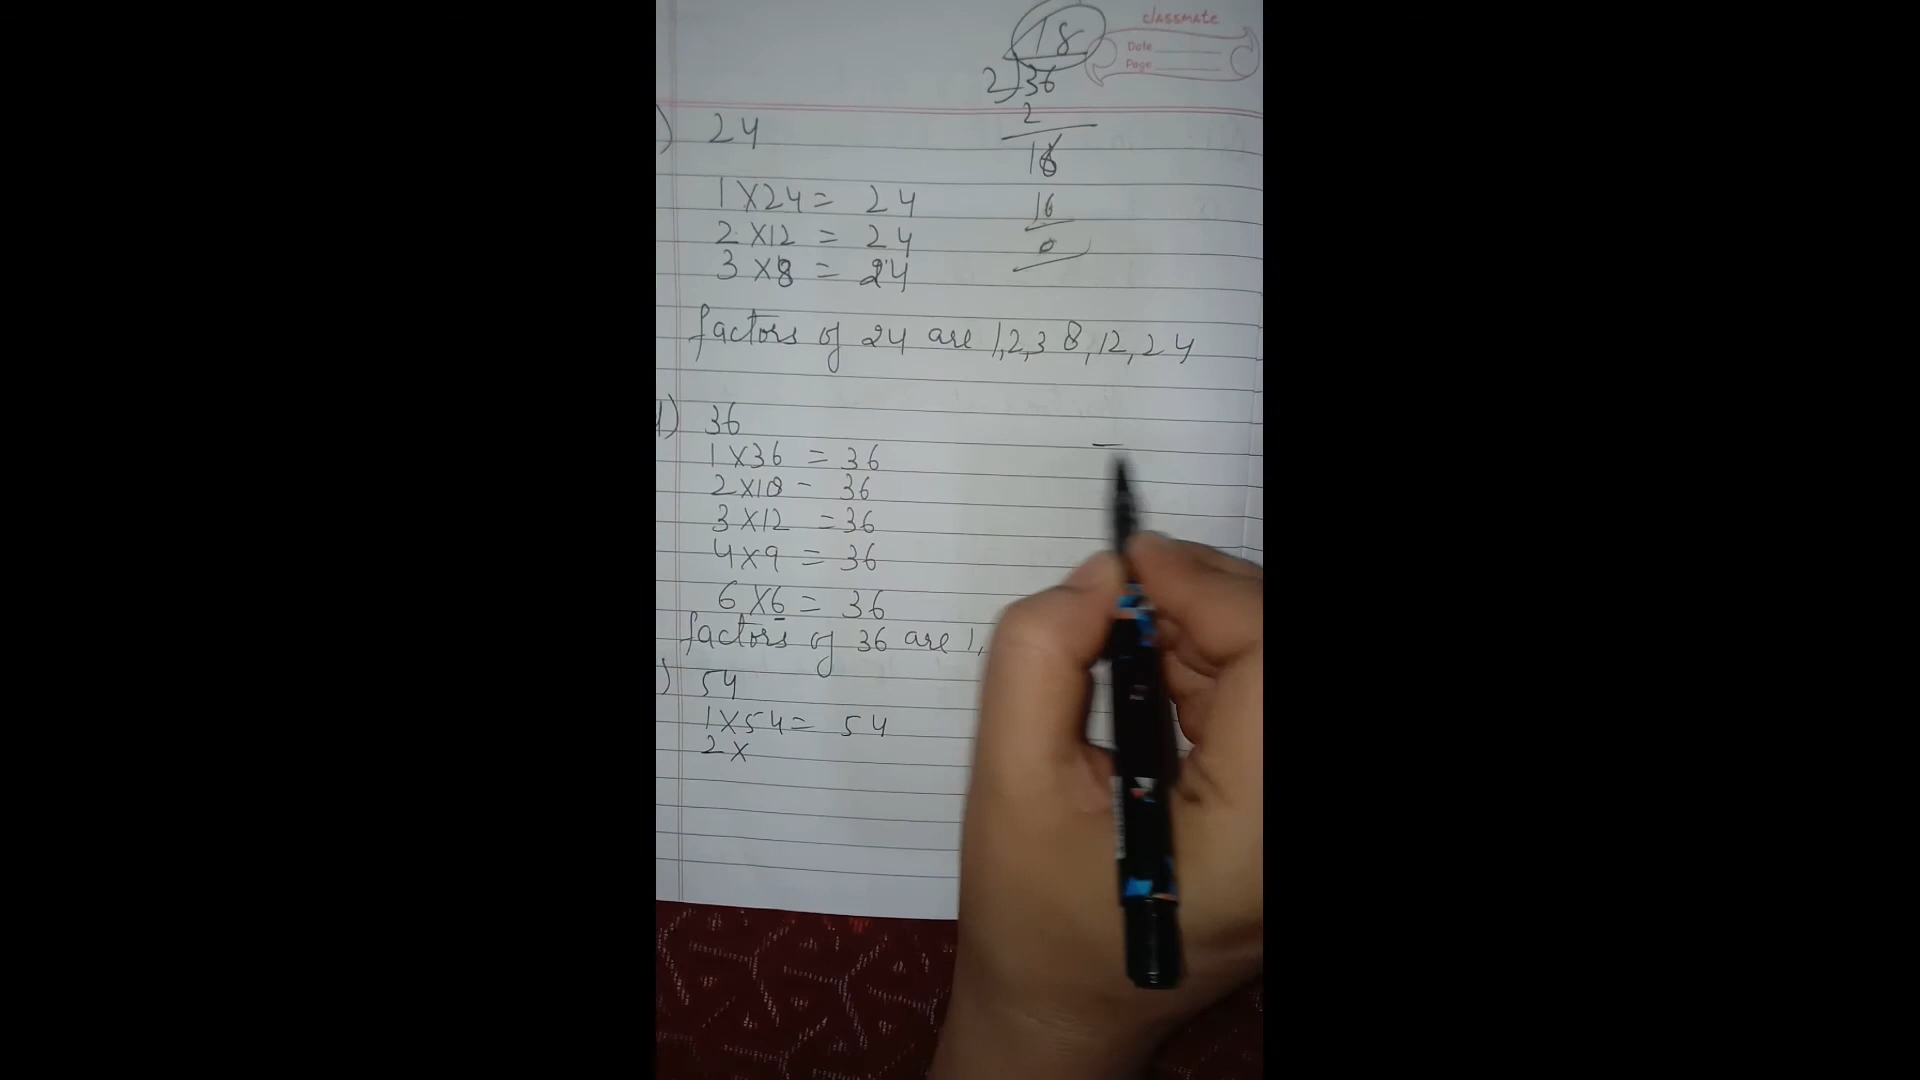 classmate
Date
Page
18
2)36
2
16
16
0
) 24
1 X 24 = 24
2 X 12 = 24
3 X 8 = 24
factors of 24 are 1,2,3 8,12,24
) 36
1 X 36 = 36
2 X 18 - 36
3 X 12 = 36
4 X 9 = 36
6 X 6 = 36
factors of 36 are 1,
) 54
1 X 54 = 54
2 X